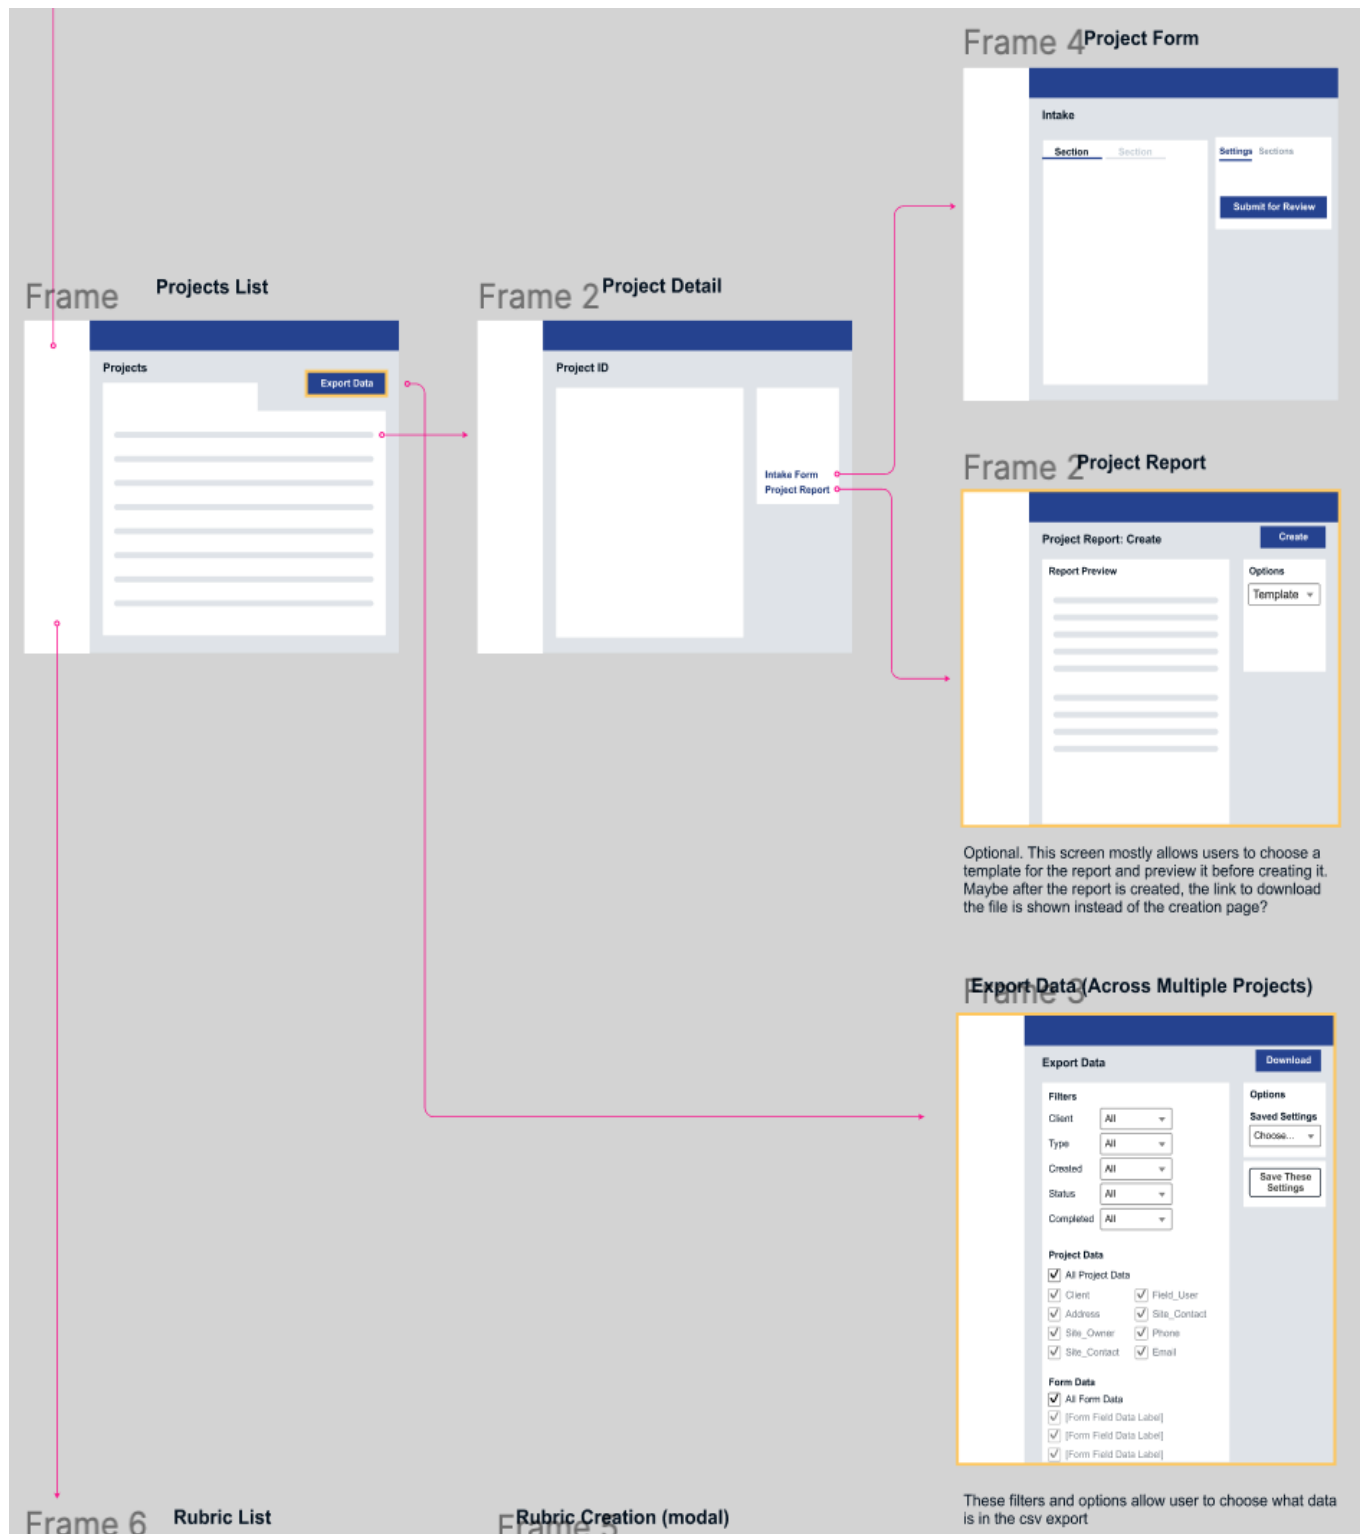 Frame 4
Project Form
Intake
Section Section
Settings Sections
Submit for Review
Frame
Projects List
Projects
Export Data
Frame 2
Project Detail
Project ID
Intake Form
Project Report
Frame 2
Project Report
Project Report: Create
Create
Report Preview
Options
Template
Optional. This screen mostly allows users to choose a
template for the report and preview it before creating it.
Maybe after the report is created, the link to download
the file is shown instead of the creation page?
Frame 3
Export Data (Across Multiple Projects)
Export Data
Download
Filters
Client All
Type All
Created All
Status All
Completed All
Options
Saved Settings
Choose...
Save These
Settings
Project Data
All Project Data
Client Field_User
Address Site_Contact
Site_Owner Phone
Site_Contact Email
Form Data
All Form Data
[Form Field Data Label]
[Form Field Data Label]
[Form Field Data Label]
These filters and options allow user to choose what data
is in the csv export
Frame 6
Rubric List
Frame 5
Rubric Creation (modal)